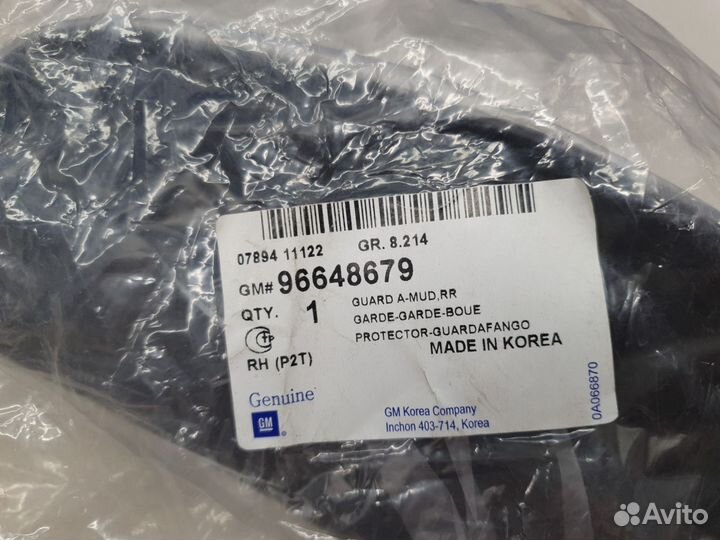 07894 11122 GR. 8.214
GM# 96648679
QTY. 1
GUARD A-MUD,RR
GARDE-GARDE-BOUE
PROTECTOR-GUARDAFANGO
RH (P2T)
MADE IN KOREA
Genuine
GM
GM Korea Company
Inchon 403-714, Korea
0A066870
Avito